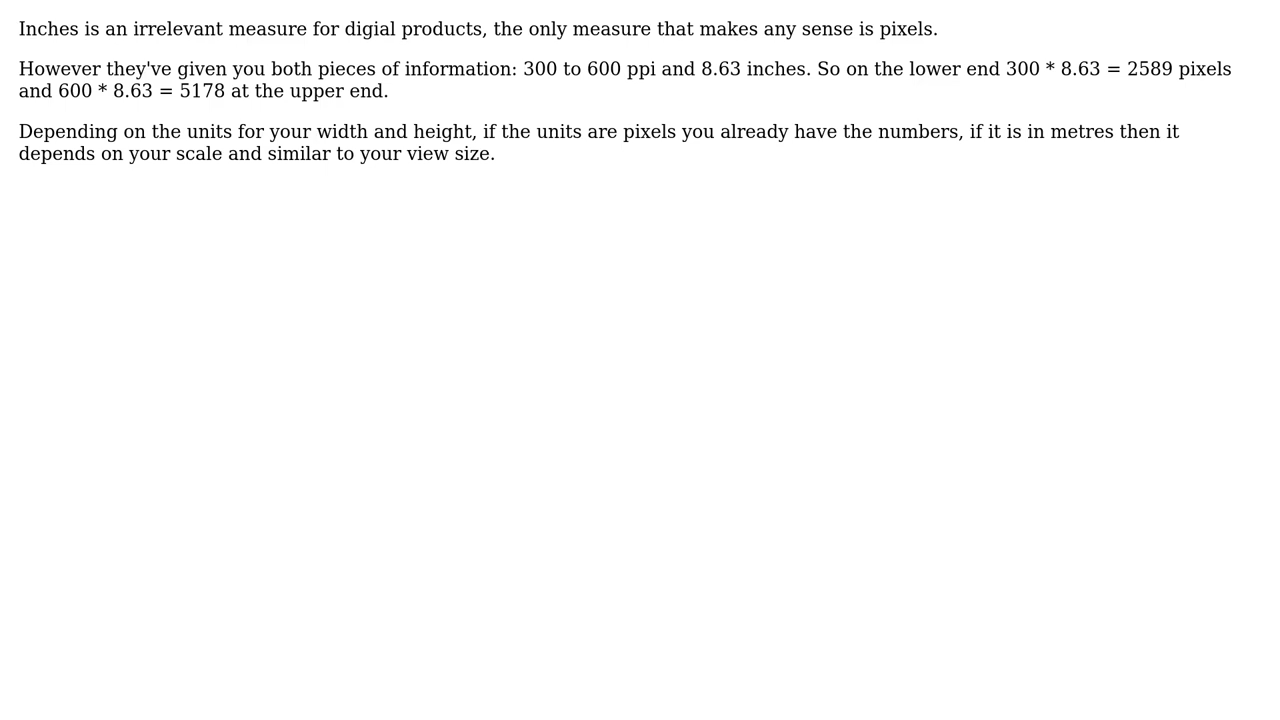 Inches is an irrelevant measure for digial products, the only measure that makes any sense is pixels.
However they've given you both pieces of information: 300 to 600 ppi and 8.63 inches. So on the lower end 300 * 8.63 = 2589 pixels
and 600 * 8.63 = 5178 at the upper end.
Depending on the units for your width and height, if the units are pixels you already have the numbers, if it is in metres then it
depends on your scale and similar to your view size.